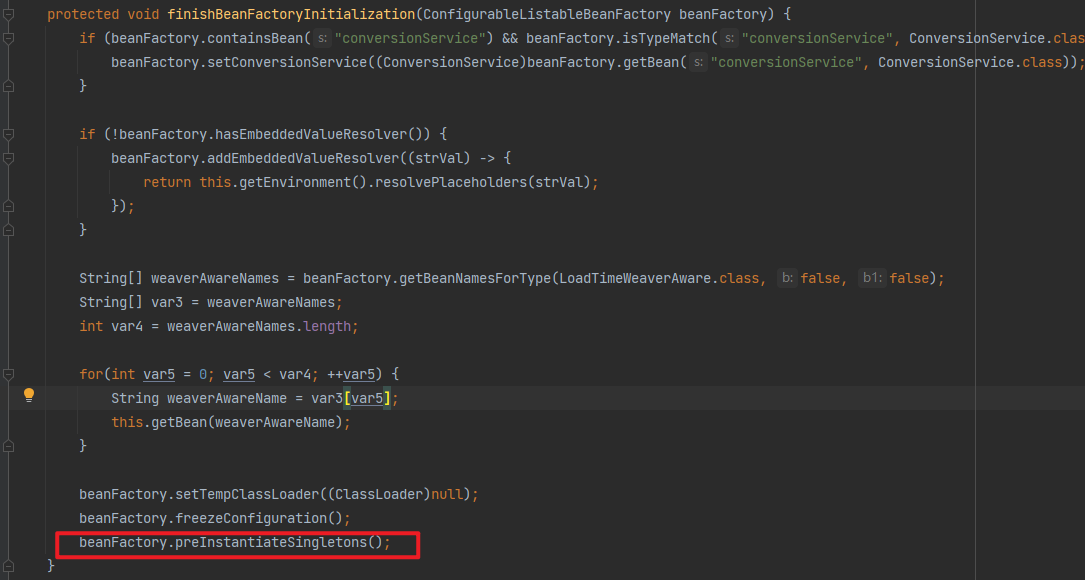 protected void finishBeanFactoryInitialization(ConfigurableListableBeanFactory beanFactory) {
if (beanFactory.containsBean( s: "conversionService") && beanFactory.isTypeMatch( s: "conversionService", ConversionService.clas
beanFactory.setConversionService((ConversionService)beanFactory.getBean( s: "conversionService", ConversionService.class));
}
if (!beanFactory.hasEmbeddedValueResolver()) {
beanFactory.addEmbeddedValueResolver((strVal) -> {
return this.getEnvironment().resolvePlaceholders(strVal);
});
}
String[] weaverAwareNames = beanFactory.getBeanNamesForType(LoadTimeWeaverAware.class, b: false, b1: false);
String[] var3 = weaverAwareNames;
int var4 = weaverAwareNames.length;
for(int var5 = 0; var5 < var4; ++var5) {
String weaverAwareName = var3[var5];
this.getBean(weaverAwareName);
}
beanFactory.setTempClassLoader((ClassLoader)null);
beanFactory.freezeConfiguration();
beanFactory.preInstantiateSingletons();
}